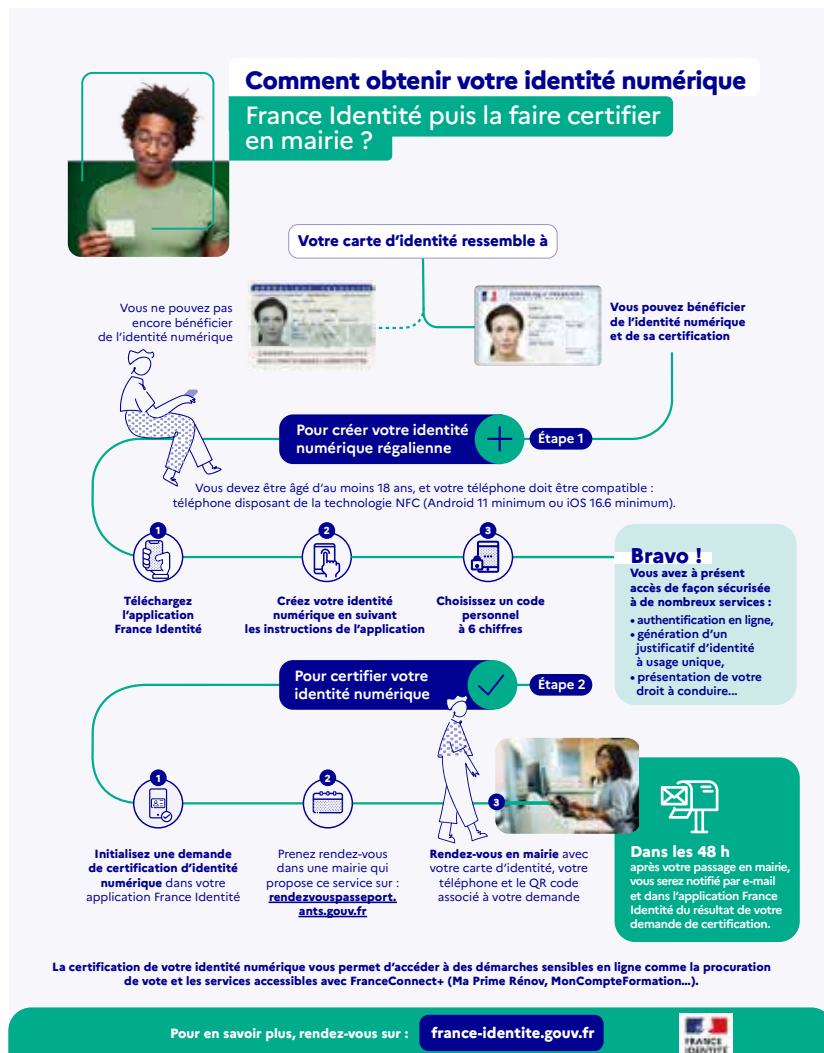 Comment obtenir votre identité numérique
France Identité puis la faire certifier
en mairie ?
Votre carte d'identité ressemble à
Vous ne pouvez pas
encore bénéficier
de l'identité numérique
Vous pouvez bénéficier
de l'identité numérique
et de sa certification
Pour créer votre identité
numérique régalienne
Étape 1
Vous devez être âgé d'au moins 18 ans, et votre téléphone doit être compatible :
téléphone disposant de la technologie NFC (Android 11 minimum ou iOS 16.6 minimum).
1
Téléchargez
l'application
France Identité
2
Créez votre identité
numérique en suivant
les instructions de l'application
3
Choisissez un code
personnel
à 6 chiffres
Bravo !
Vous avez à présent
accès de façon sécurisée
à de nombreux services :
• authentification en ligne,
• génération d'un
justificatif d'identité
à usage unique,
• présentation de votre
droit à conduire...
Pour certifier votre
identité numérique
Étape 2
1
Initialisez une demande
de certification d'identité
numérique dans votre
application France Identité
2
Prenez rendez-vous
dans une mairie qui
propose ce service sur :
rendezvouspasseport.
ants.gouv.fr
3
Rendez-vous en mairie avec
votre carte d'identité, votre
téléphone et le QR code
associé à votre demande
Dans les 48 h
après votre passage en mairie,
vous serez notifié par e-mail
et dans l'application France
Identité du résultat de votre
demande de certification.
La certification de votre identité numérique vous permet d'accéder à des démarches sensibles en ligne comme la procuration
de vote et les services accessibles avec FranceConnect+ (Ma Prime Rénov, MonCompteFormation...).
Pour en savoir plus, rendez-vous sur :
france-identite.gouv.fr
FRANCE
IDENTITÉ